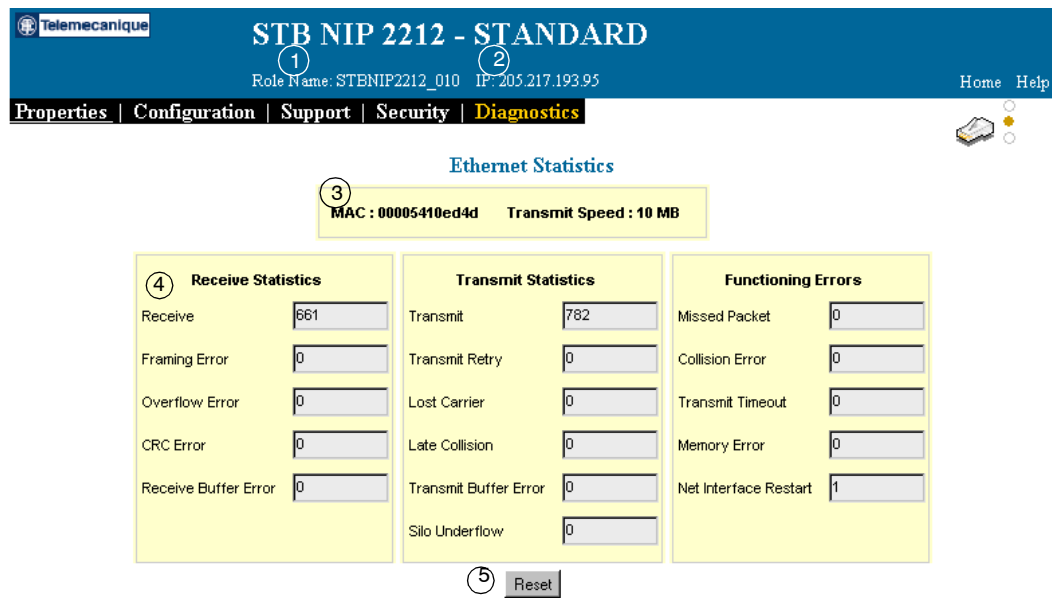 Telemecanique
STB NIP 2212 - STANDARD
1 2
Role Name: STBNIP2212_010 IP: 205.217.193.95
Home Help
Properties | Configuration | Support | Security | Diagnostics
Ethernet Statistics
3
MAC : 00005410ed4d Transmit Speed : 10 MB
4 Receive Statistics
Receive 661
Framing Error 0
Overflow Error 0
CRC Error 0
Receive Buffer Error 0
Transmit Statistics
Transmit 782
Transmit Retry 0
Lost Carrier 0
Late Collision 0
Transmit Buffer Error 0
Silo Underflow 0
Functioning Errors
Missed Packet 0
Collision Error 0
Transmit Timeout 0
Memory Error 0
Net Interface Restart 1
5 Reset